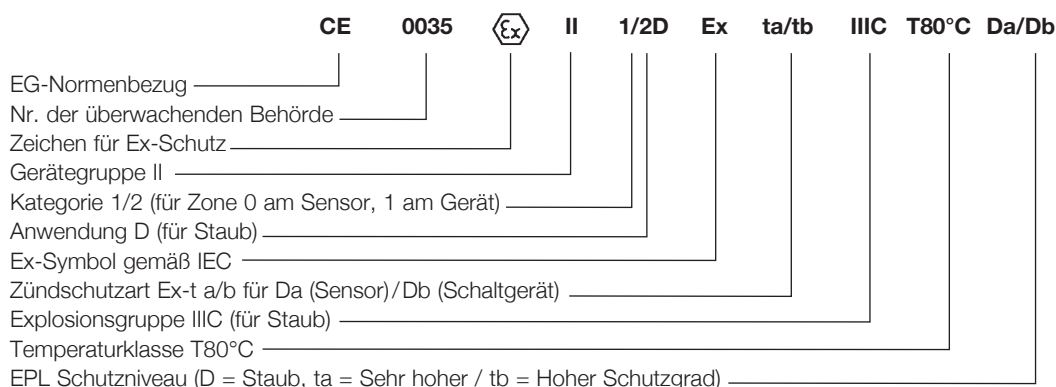 CE 0035 Ex II 1/2D Ex ta/tb IIIC T80°C Da/Db
EG-Normenbezug
Nr. der überwachenden Behörde
Zeichen für Ex-Schutz
Gerätegruppe II
Kategorie 1/2 (für Zone 0 am Sensor, 1 am Gerät)
Anwendung D (für Staub)
Ex-Symbol gemäß IEC
Zündschutzart Ex-t a/b für Da (Sensor)/Db (Schaltgerät)
Explosionsgruppe IIIC (für Staub)
Temperaturklasse T80°C
EPL Schutzniveau (D = Staub, ta = Sehr hoher / tb = Hoher Schutzgrad)